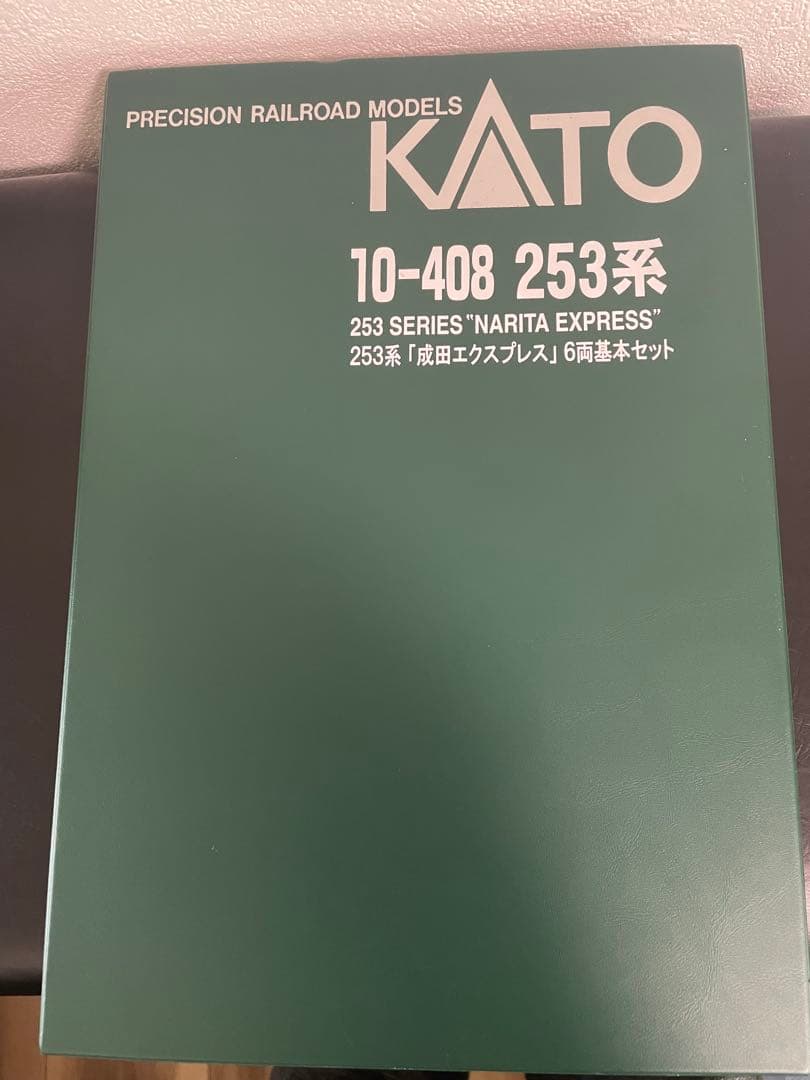 PRECISION RAILROAD MODELS
KATO
10-408 253系
253 SERIES "NARITA EXPRESS"
253系「成田エクスプレス」6両基本セット